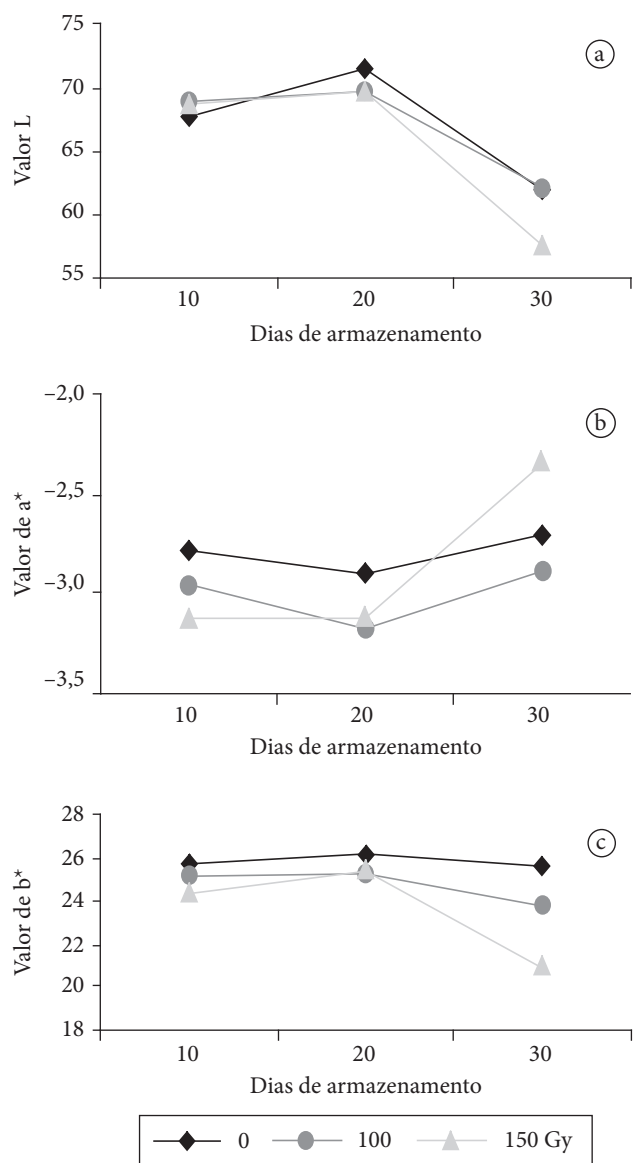 75
70
65
60
55
Valor L
a
10 20 30
Dias de armazenamento
–2,0
–2,5
–3,0
–3,5
Valor de a*
b
10 20 30
Dias de armazenamento
28
26
24
22
20
18
Valor de b*
c
10 20 30
Dias de armazenamento
0 100 150 Gy